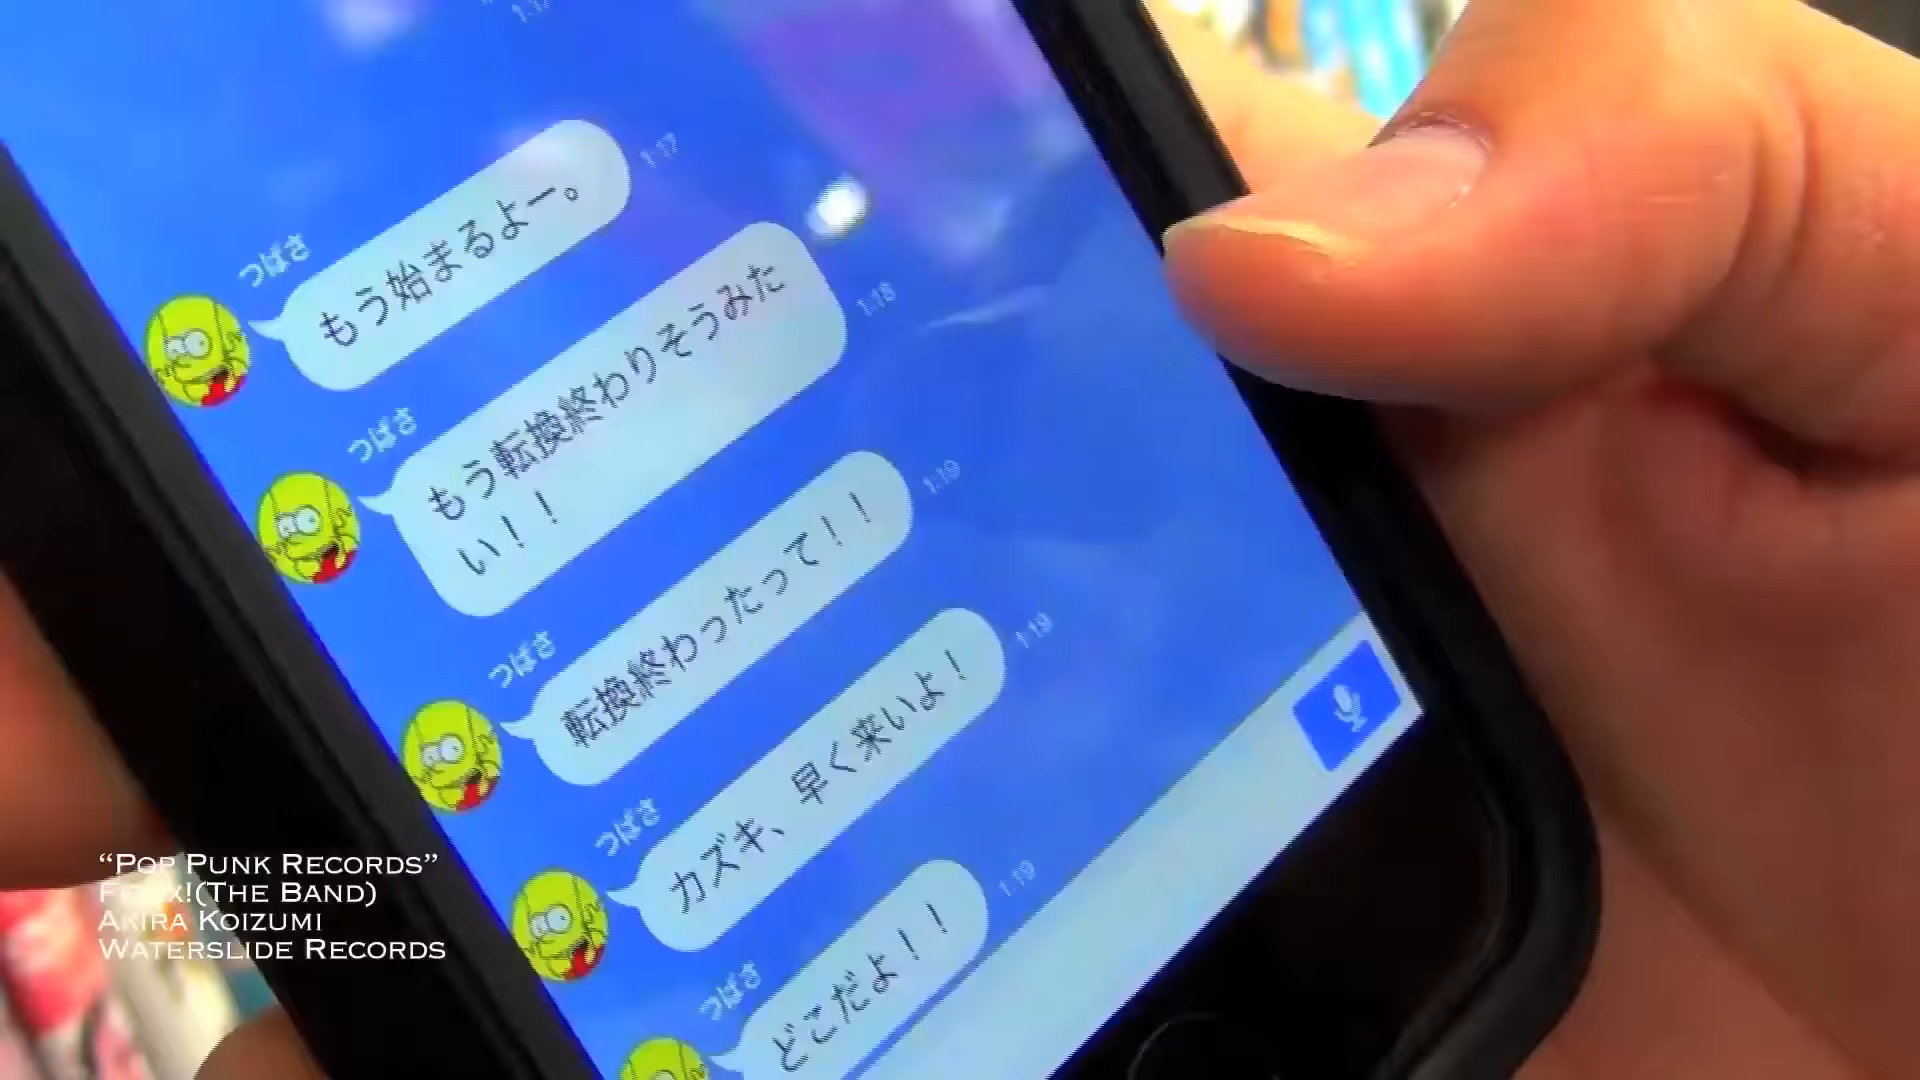 1:17
つばさ
もう始まるよー。
1:17
つばさ
もう転換終わりそうみた
い！！
1:18
つばさ
転換終わったって！！
1:19
つばさ
カズキ、早く来いよ！
1:19
つばさ
どこだよ！！
1:19
“Pop Punk Records”
!(The Band)
Akira Koizumi
Waterslide Records